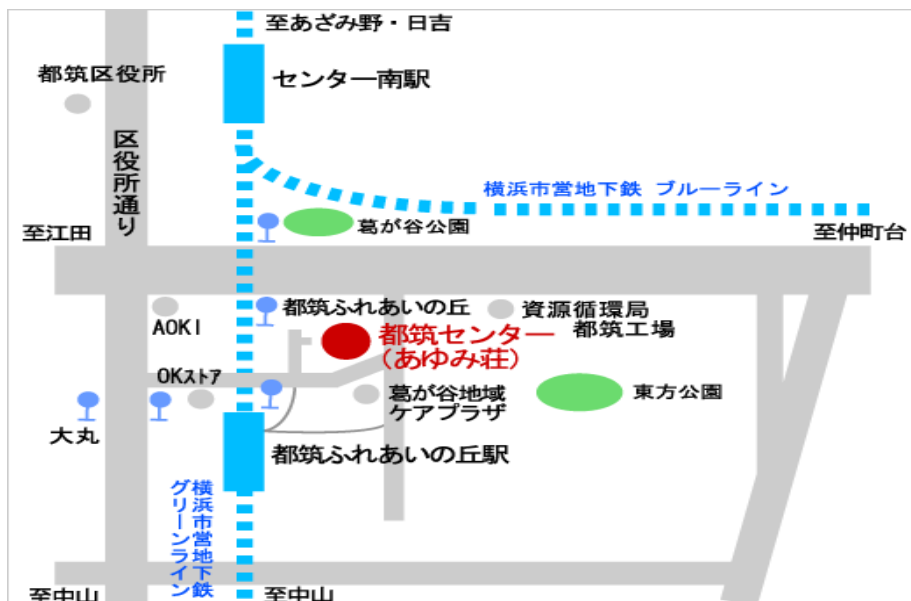 至あざみ野・日吉
都筑区役所
センター南駅
区役所通り
横浜市営地下鉄 ブルーライン
至江田
葛が谷公園
至仲町台
AOKI
都筑ふれあいの丘
資源循環局
都筑工場
都筑センター
(あゆみ荘)
OKストア
葛が谷地域
ケアプラザ
東方公園
大丸
都筑ふれあいの丘駅
横浜市営地下鉄
グリーンライン
至中山
至中山